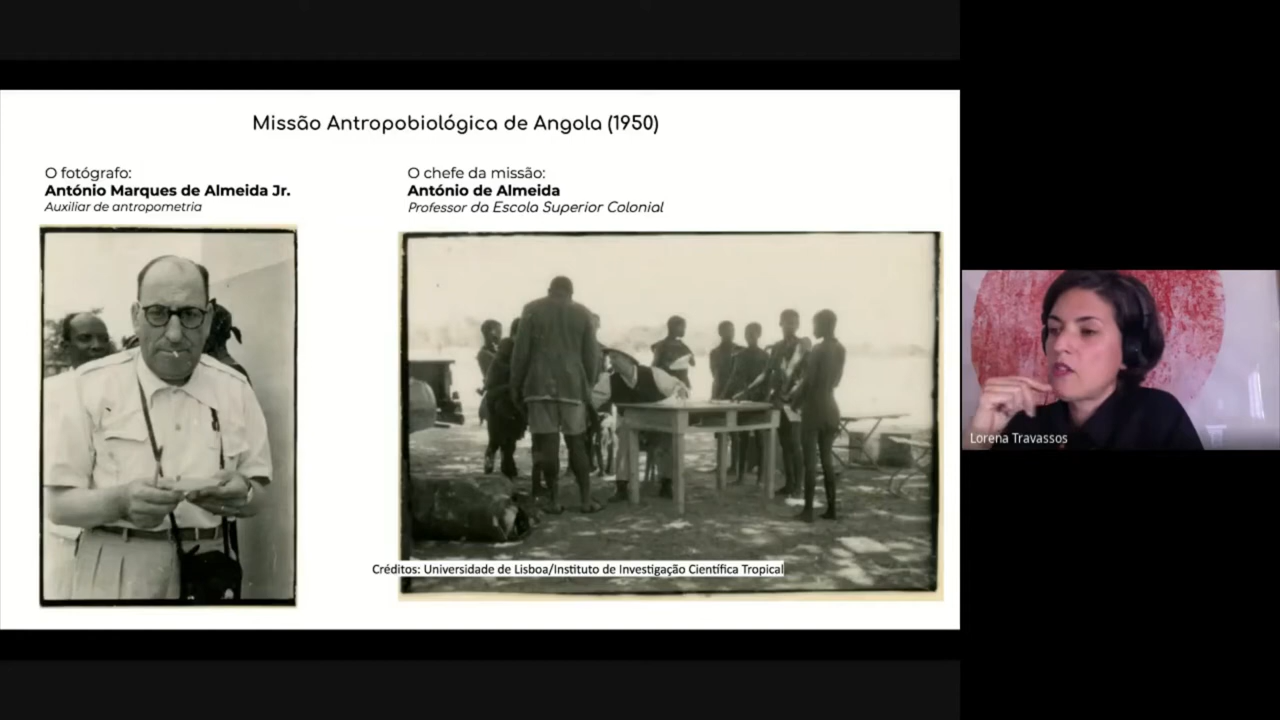 Missão Antropobiológica de Angola (1950)
O fotógrafo:
António Marques de Almeida Jr.
Auxiliar de antropometria
O chefe da missão:
António de Almeida
Professor da Escola Superior Colonial
Créditos: Universidade de Lisboa/Instituto de Investigação Científica Tropical
Lorena Travassos